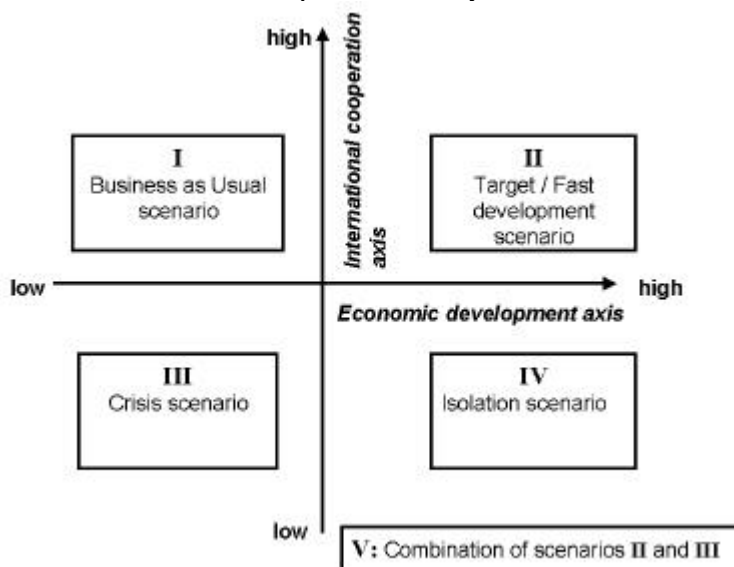 high
International cooperation
axis
I
Business as Usual
scenario
II
Target / Fast
development
scenario
low
high
Economic development axis
III
Crisis scenario
IV
Isolation scenario
low
V: Combination of scenarios II and III